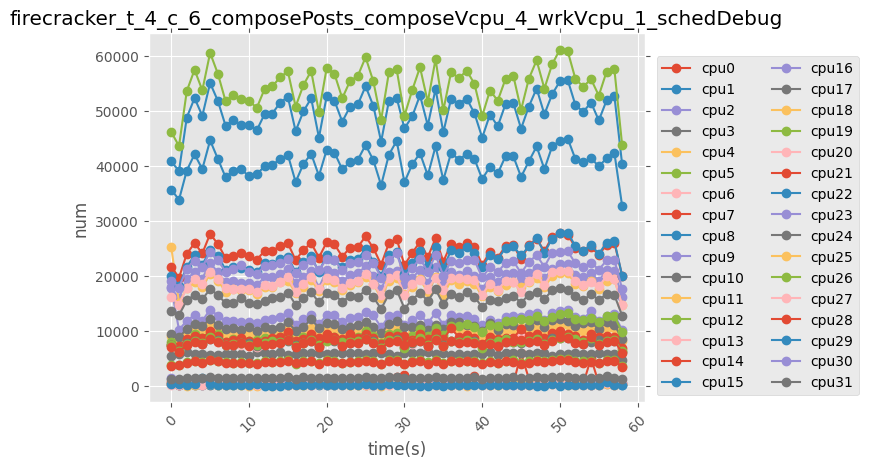 firecracker_t_4_c_6_composePosts_composeVcpu_4_wrkVcpu_1_schedDebug
60000
50000
40000
30000
20000
10000
0
num
0
10
20
30
40
50
60
time(s)
cpu0
cpu1
cpu2
cpu3
cpu4
cpu5
cpu6
cpu7
cpu8
cpu9
cpu10
cpu11
cpu12
cpu13
cpu14
cpu15
cpu16
cpu17
cpu18
cpu19
cpu20
cpu21
cpu22
cpu23
cpu24
cpu25
cpu26
cpu27
cpu28
cpu29
cpu30
cpu31